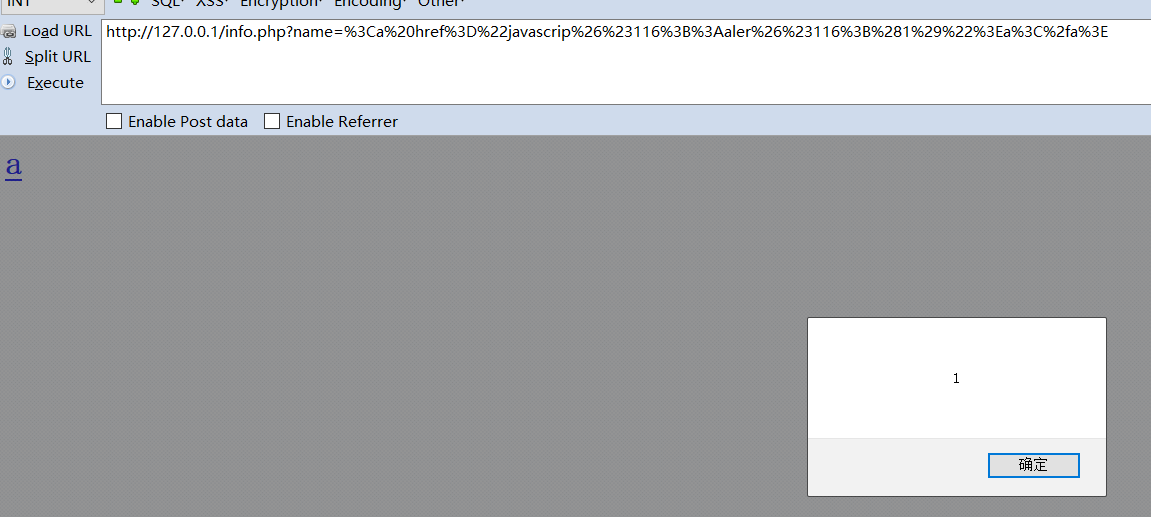 INT SQL▾ XSS▾ Encryption▾ Encoding▾ Other▾
Load URL
http://127.0.0.1/info.php?name=%3Ca%20href%3D%22javascrip%26%23116%3B%3Aaler%26%23116%3B%281%29%22%3Ea%3C%2fa%3E
Split URL
Execute
Enable Post data
Enable Referrer
a
1
确定